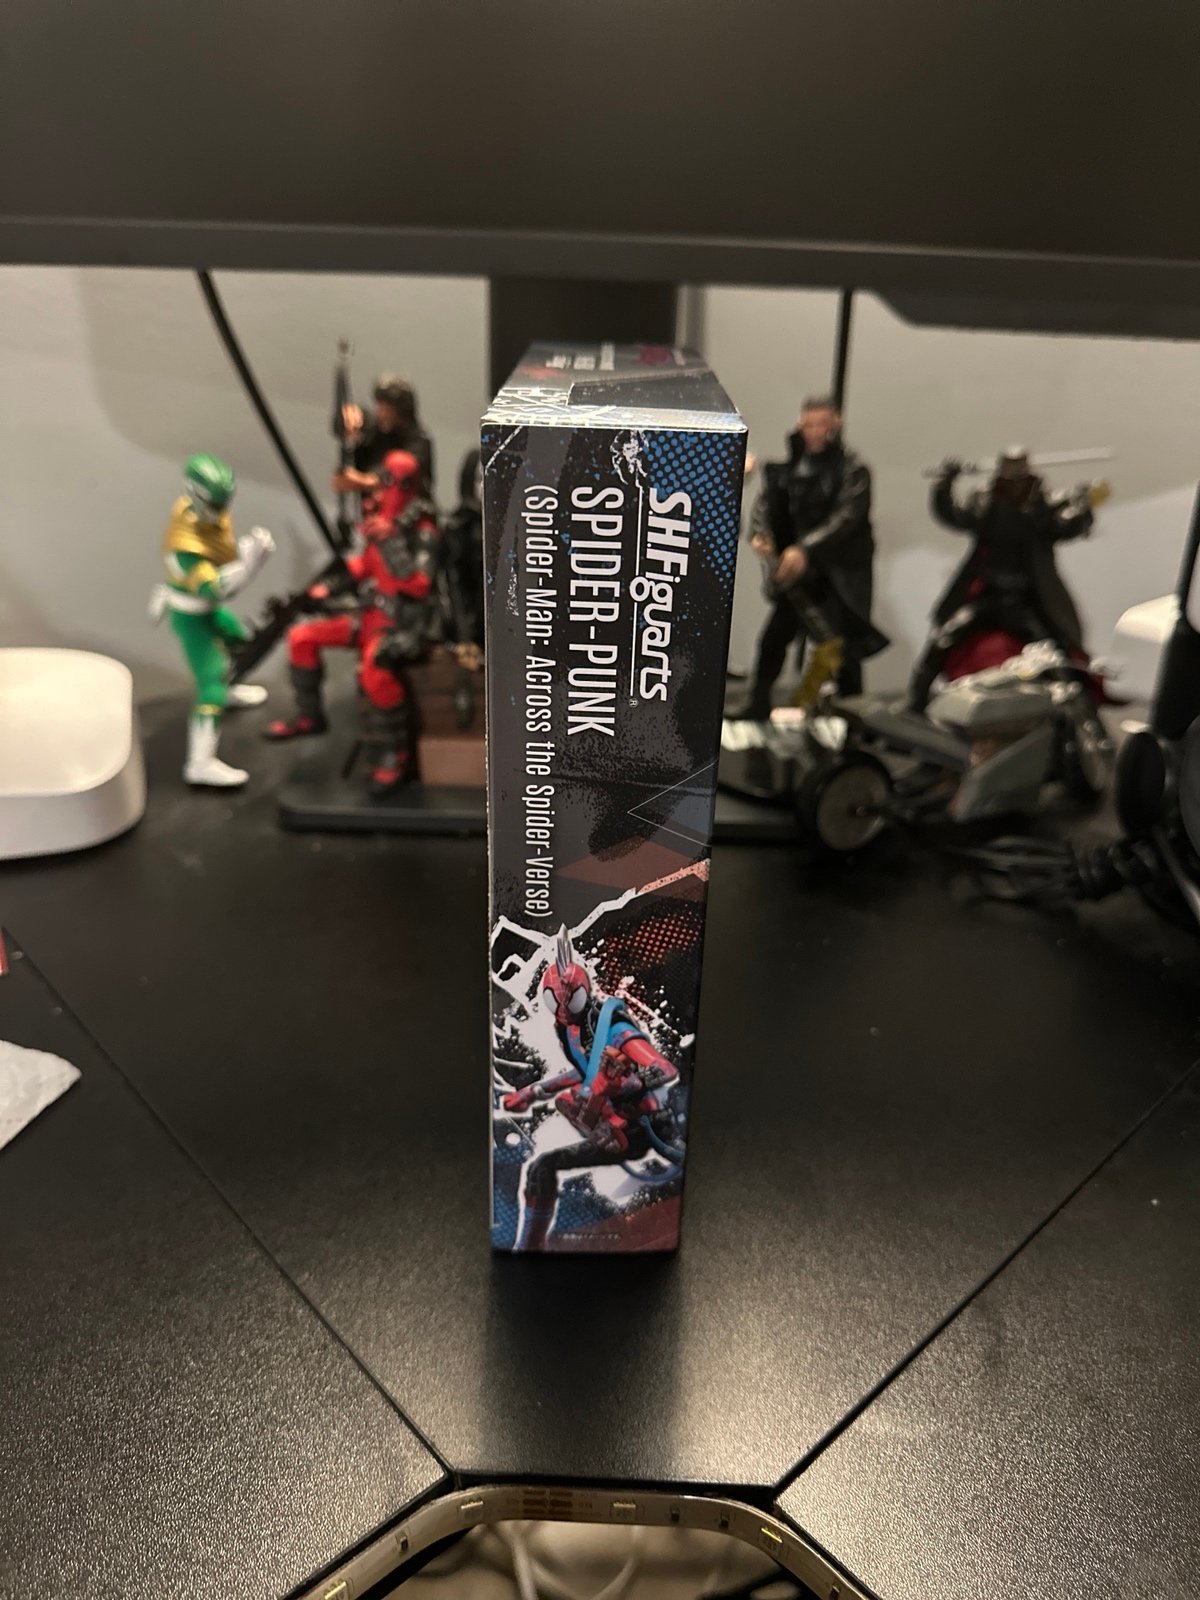 S.H.Figuarts
SPIDER-PUNK
(Spider-Man: Across the Spider-Verse)